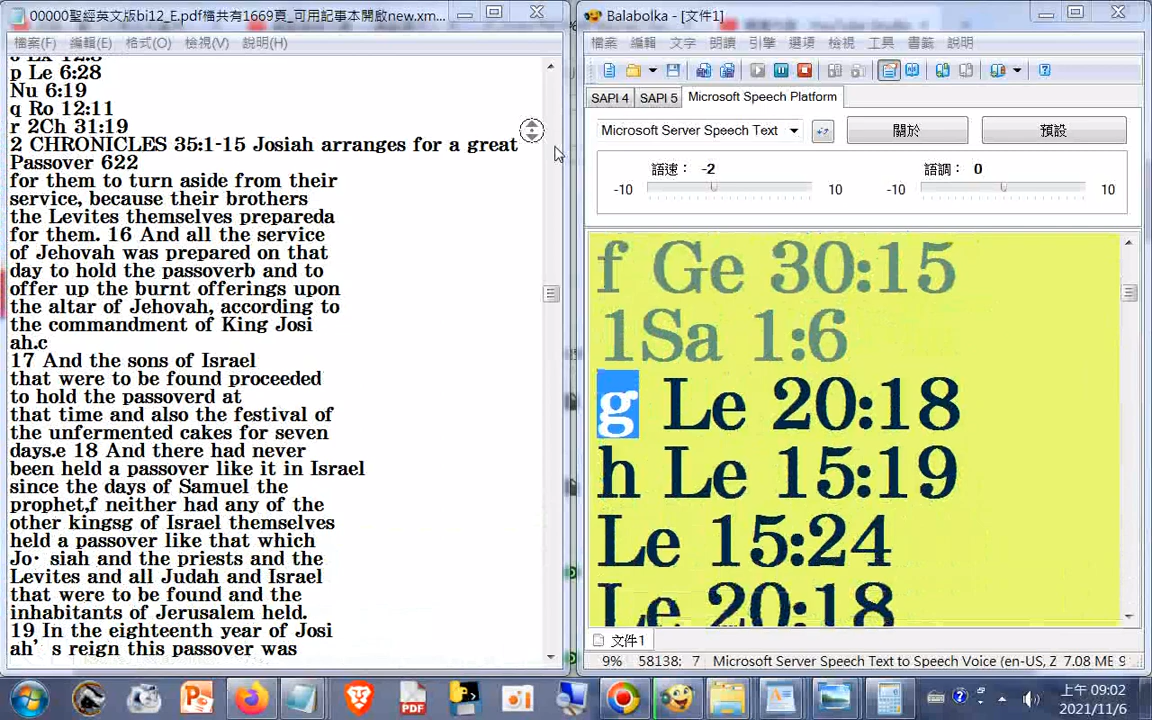 00000聖經英文版bi12_E.pdf檔共有1669頁_可用記事本開啟new.xm...
檔案(F) 編輯(E) 格式(O) 檢視(V) 說明(H)
p Le 6:28
Nu 6:19
q Ro 12:11
r 2Ch 31:19
2 CHRONICLES 35:1-15 Josiah arranges for a great
Passover 622
for them to turn aside from their
service, because their brothers
the Levites themselves prepareda
for them. 16 And all the service
of Jehovah was prepared on that
day to hold the passoverb and to
offer up the burnt offerings upon
the altar of Jehovah, according to
the commandment of King Josi
ah.c
17 And the sons of Israel
that were to be found proceeded
to hold the passoverd at
that time and also the festival of
the unfermented cakes for seven
days.e 18 And there had never
been held a passover like it in Israel
since the days of Samuel the
prophet,f neither had any of the
other kingsg of Israel themselves
held a passover like that which
Jo· siah and the priests and the
Levites and all Judah and Israel
that were to be found and the
inhabitants of Jerusalem held.
19 In the eighteenth year of Josi
ah’s reign this passover was
Balabolka - [文件1]
檔案 編輯 文字 朗讀 引擎 選項 檢視 工具 書籤 說明
SAPI 4 SAPI 5 Microsoft Speech Platform
Microsoft Server Speech Text 關於 預設
語速： -2 語調： 0
-10 10 -10 10
f Ge 30:15
1Sa 1:6
g Le 20:18
h Le 15:19
Le 15:24
Le 20:18
文件1
9% 58138: 7 Microsoft Server Speech Text to Speech Voice (en-US, Z 7.08 MB 9
上午 09:02
2021/11/6